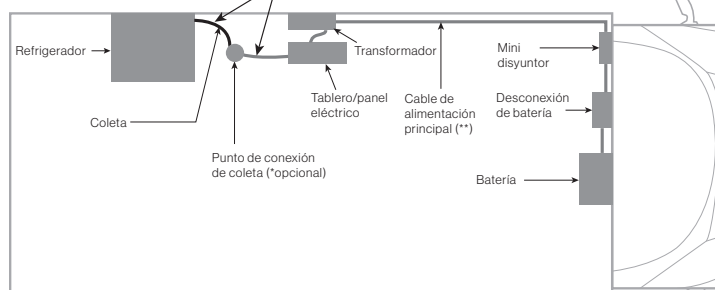 Refrigerador
Transformador
Mini
disyuntor
Tablero/panel
eléctrico
Cable de
alimentación
principal (**)
Desconexión
de batería
Coleta
Punto de conexión
de coleta (*opcional)
Batería